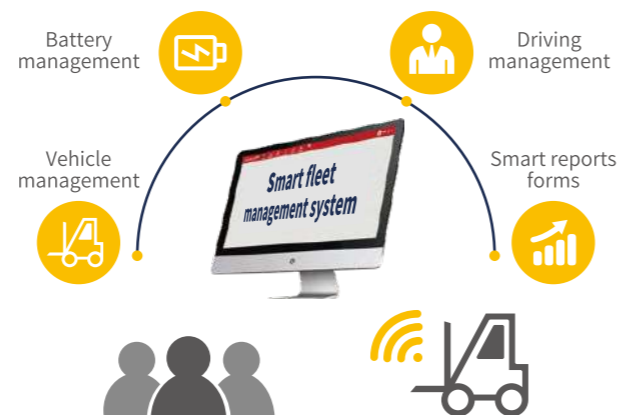 Battery
management
Driving
management
Vehicle
management
Smart reports
forms
Smart fleet
management system